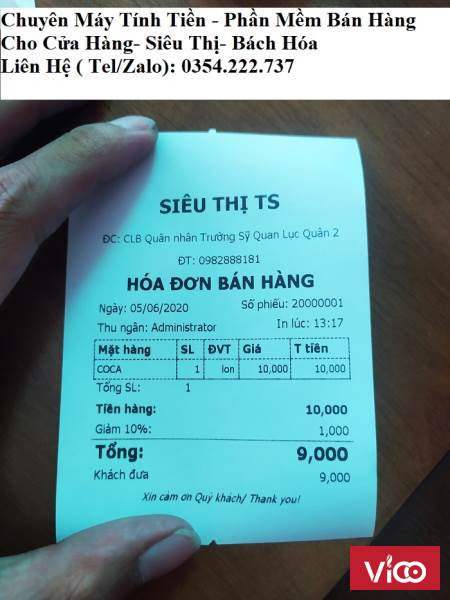 Chuyên Máy Tính Tiền - Phần Mềm Bán Hàng
Cho Cửa Hàng- Siêu Thị- Bách Hóa
Liên Hệ ( Tel/Zalo): 0354.222.737
SIÊU THỊ TS
ĐC: CLB Quân nhân Trường Sỹ Quan Lục Quân 2
ĐT: 0982888181
HÓA ĐƠN BÁN HÀNG
Ngày: 05/06/2020 Số phiếu: 20000001
Thu ngân: Administrator In lúc: 13:17
Mặt hàng SL ĐVT Giá T tiền
COCA 1 lon 10,000 10,000
Tổng SL: 1
Tiền hàng: 10,000
Giảm 10%: 1,000
Tổng: 9,000
Khách đưa 9,000
Xin cảm ơn Quý khách/ Thank you!
Vico